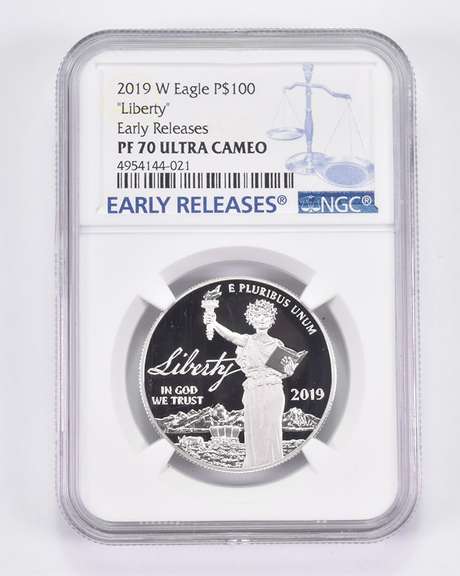 2019 W Eagle P$100
"Liberty"
Early Releases
PF 70 ULTRA CAMEO
4954144-021
EARLY RELEASES® NGC®
E PLURIBUS UNUM
Liberty
IN GOD
WE TRUST
2019